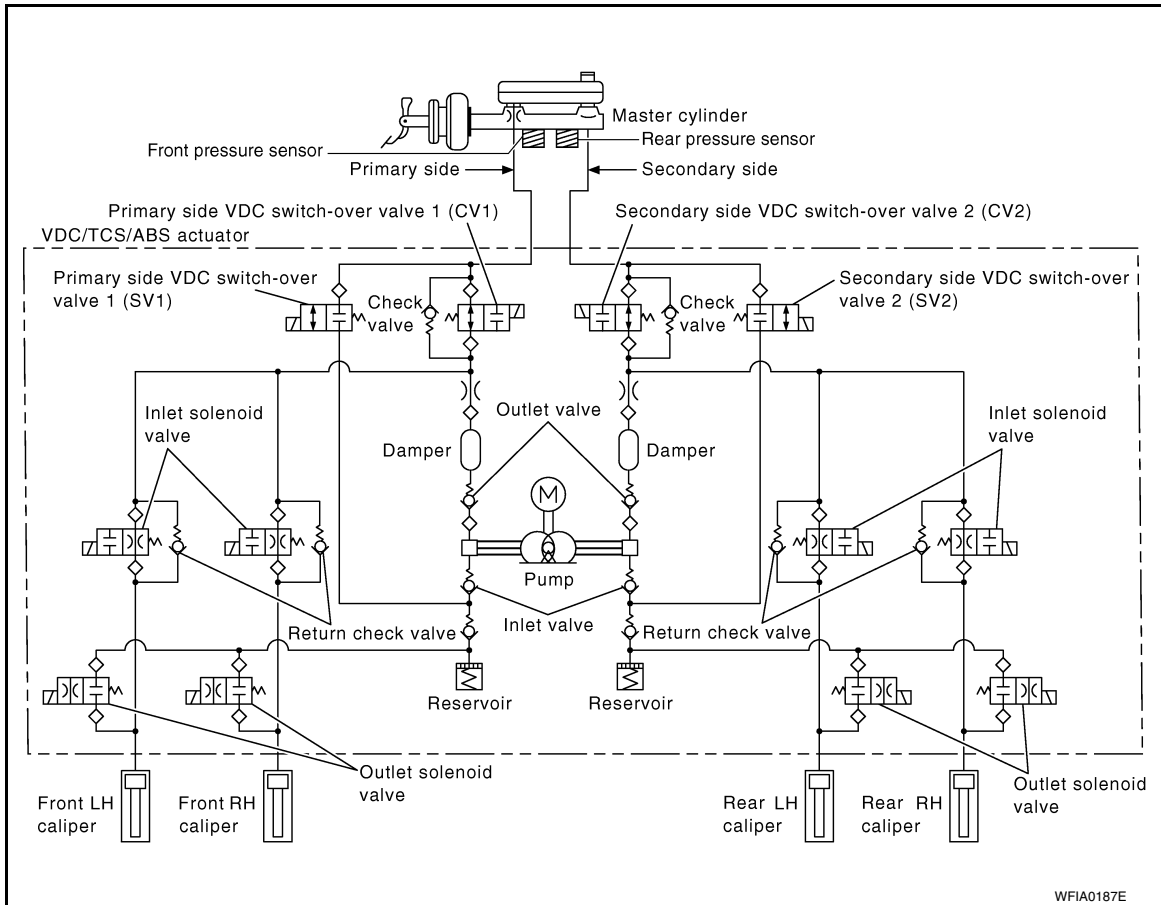 Master cylinder
Front pressure sensor
Rear pressure sensor
Primary side
Secondary side
Primary side VDC switch-over valve 1 (CV1)
Secondary side VDC switch-over valve 2 (CV2)
VDC/TCS/ABS actuator
Primary side VDC switch-over
valve 1 (SV1)
Check
valve
Check
valve
Secondary side VDC switch-over
valve 2 (SV2)
Inlet solenoid
valve
Outlet valve
Inlet solenoid
valve
Damper
Damper
M
Pump
Return check valve
Inlet valve
Return check valve
Reservoir
Reservoir
Outlet solenoid
valve
Outlet solenoid
valve
Front LH
caliper
Front RH
caliper
Rear LH
caliper
Rear RH
caliper
WFIA0187E